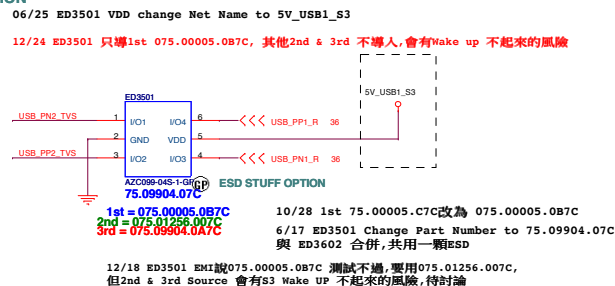 06/25 ED3501 VDD change Net Name to 5V_USB1_S3
12/24 ED3501 只導1st 075.00005.0B7C, 其他2nd & 3rd 不導入,會有Wake up 不起來的風險
5V_USB1_S3
ED3501
USB_PN2_TVS 1 I/O1 I/O4 6 USB_PP1_R 36
2 GND VDD 5
USB_PP2_TVS 3 I/O2 I/O3 4 USB_PN1_R 36
AZC099-04S-1-GP GP ESD STUFF OPTION
75.09904.07C
1st = 075.00005.0B7C
2nd = 075.01256.007C
3rd = 075.09904.0A7C
10/28 1st 75.00005.C7C改為 075.00005.0B7C
6/17 ED3501 Change Part Number to 75.09904.07C
與 ED3602 合併,共用一顆ESD
12/18 ED3501 EMI說075.00005.0B7C 測試不過,要用075.01256.007C,
但2nd & 3rd Source 會有S3 Wake UP 不起來的風險,待討論